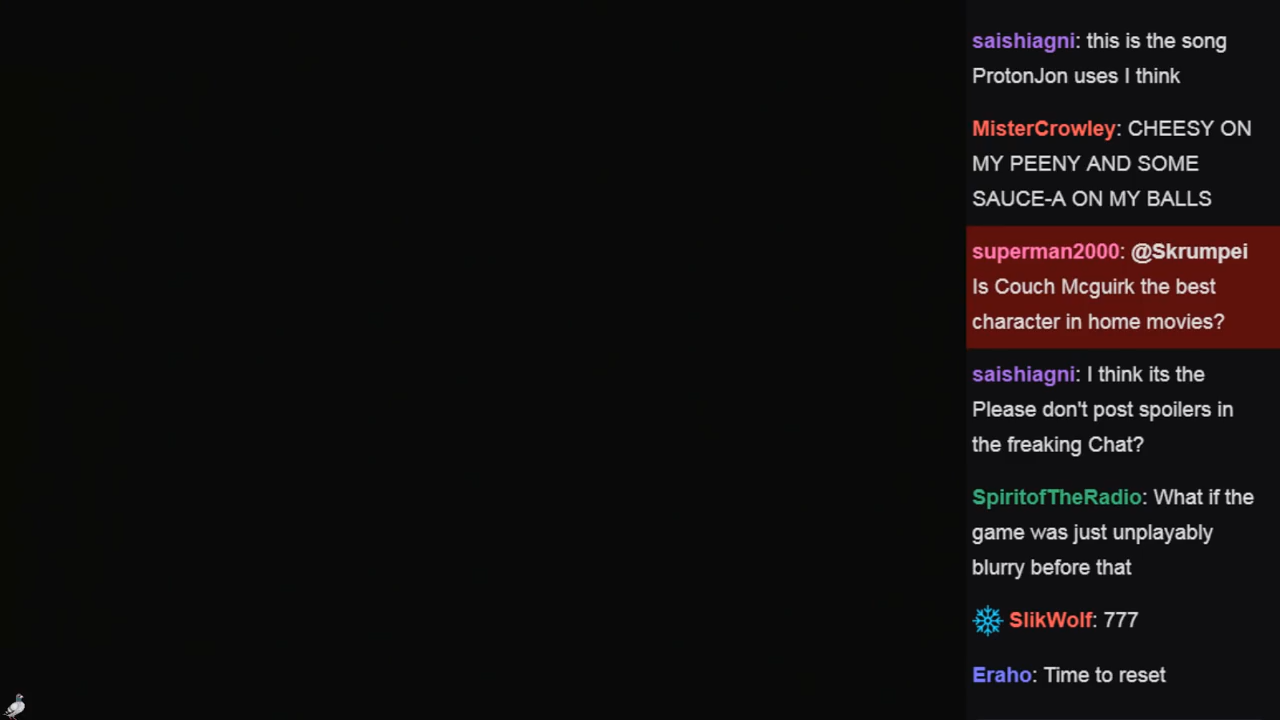 saishiagni: this is the song
ProtonJon uses I think
MisterCrowley: CHEESY ON
MY PEENY AND SOME
SAUCE-A ON MY BALLS
superman2000: @Skrumpei
Is Couch Mcguirk the best
character in home movies?
saishiagni: I think its the
Please don't post spoilers in
the freaking Chat?
SpiritofTheRadio: What if the
game was just unplayably
blurry before that
SlikWolf: 777
Eraho: Time to reset